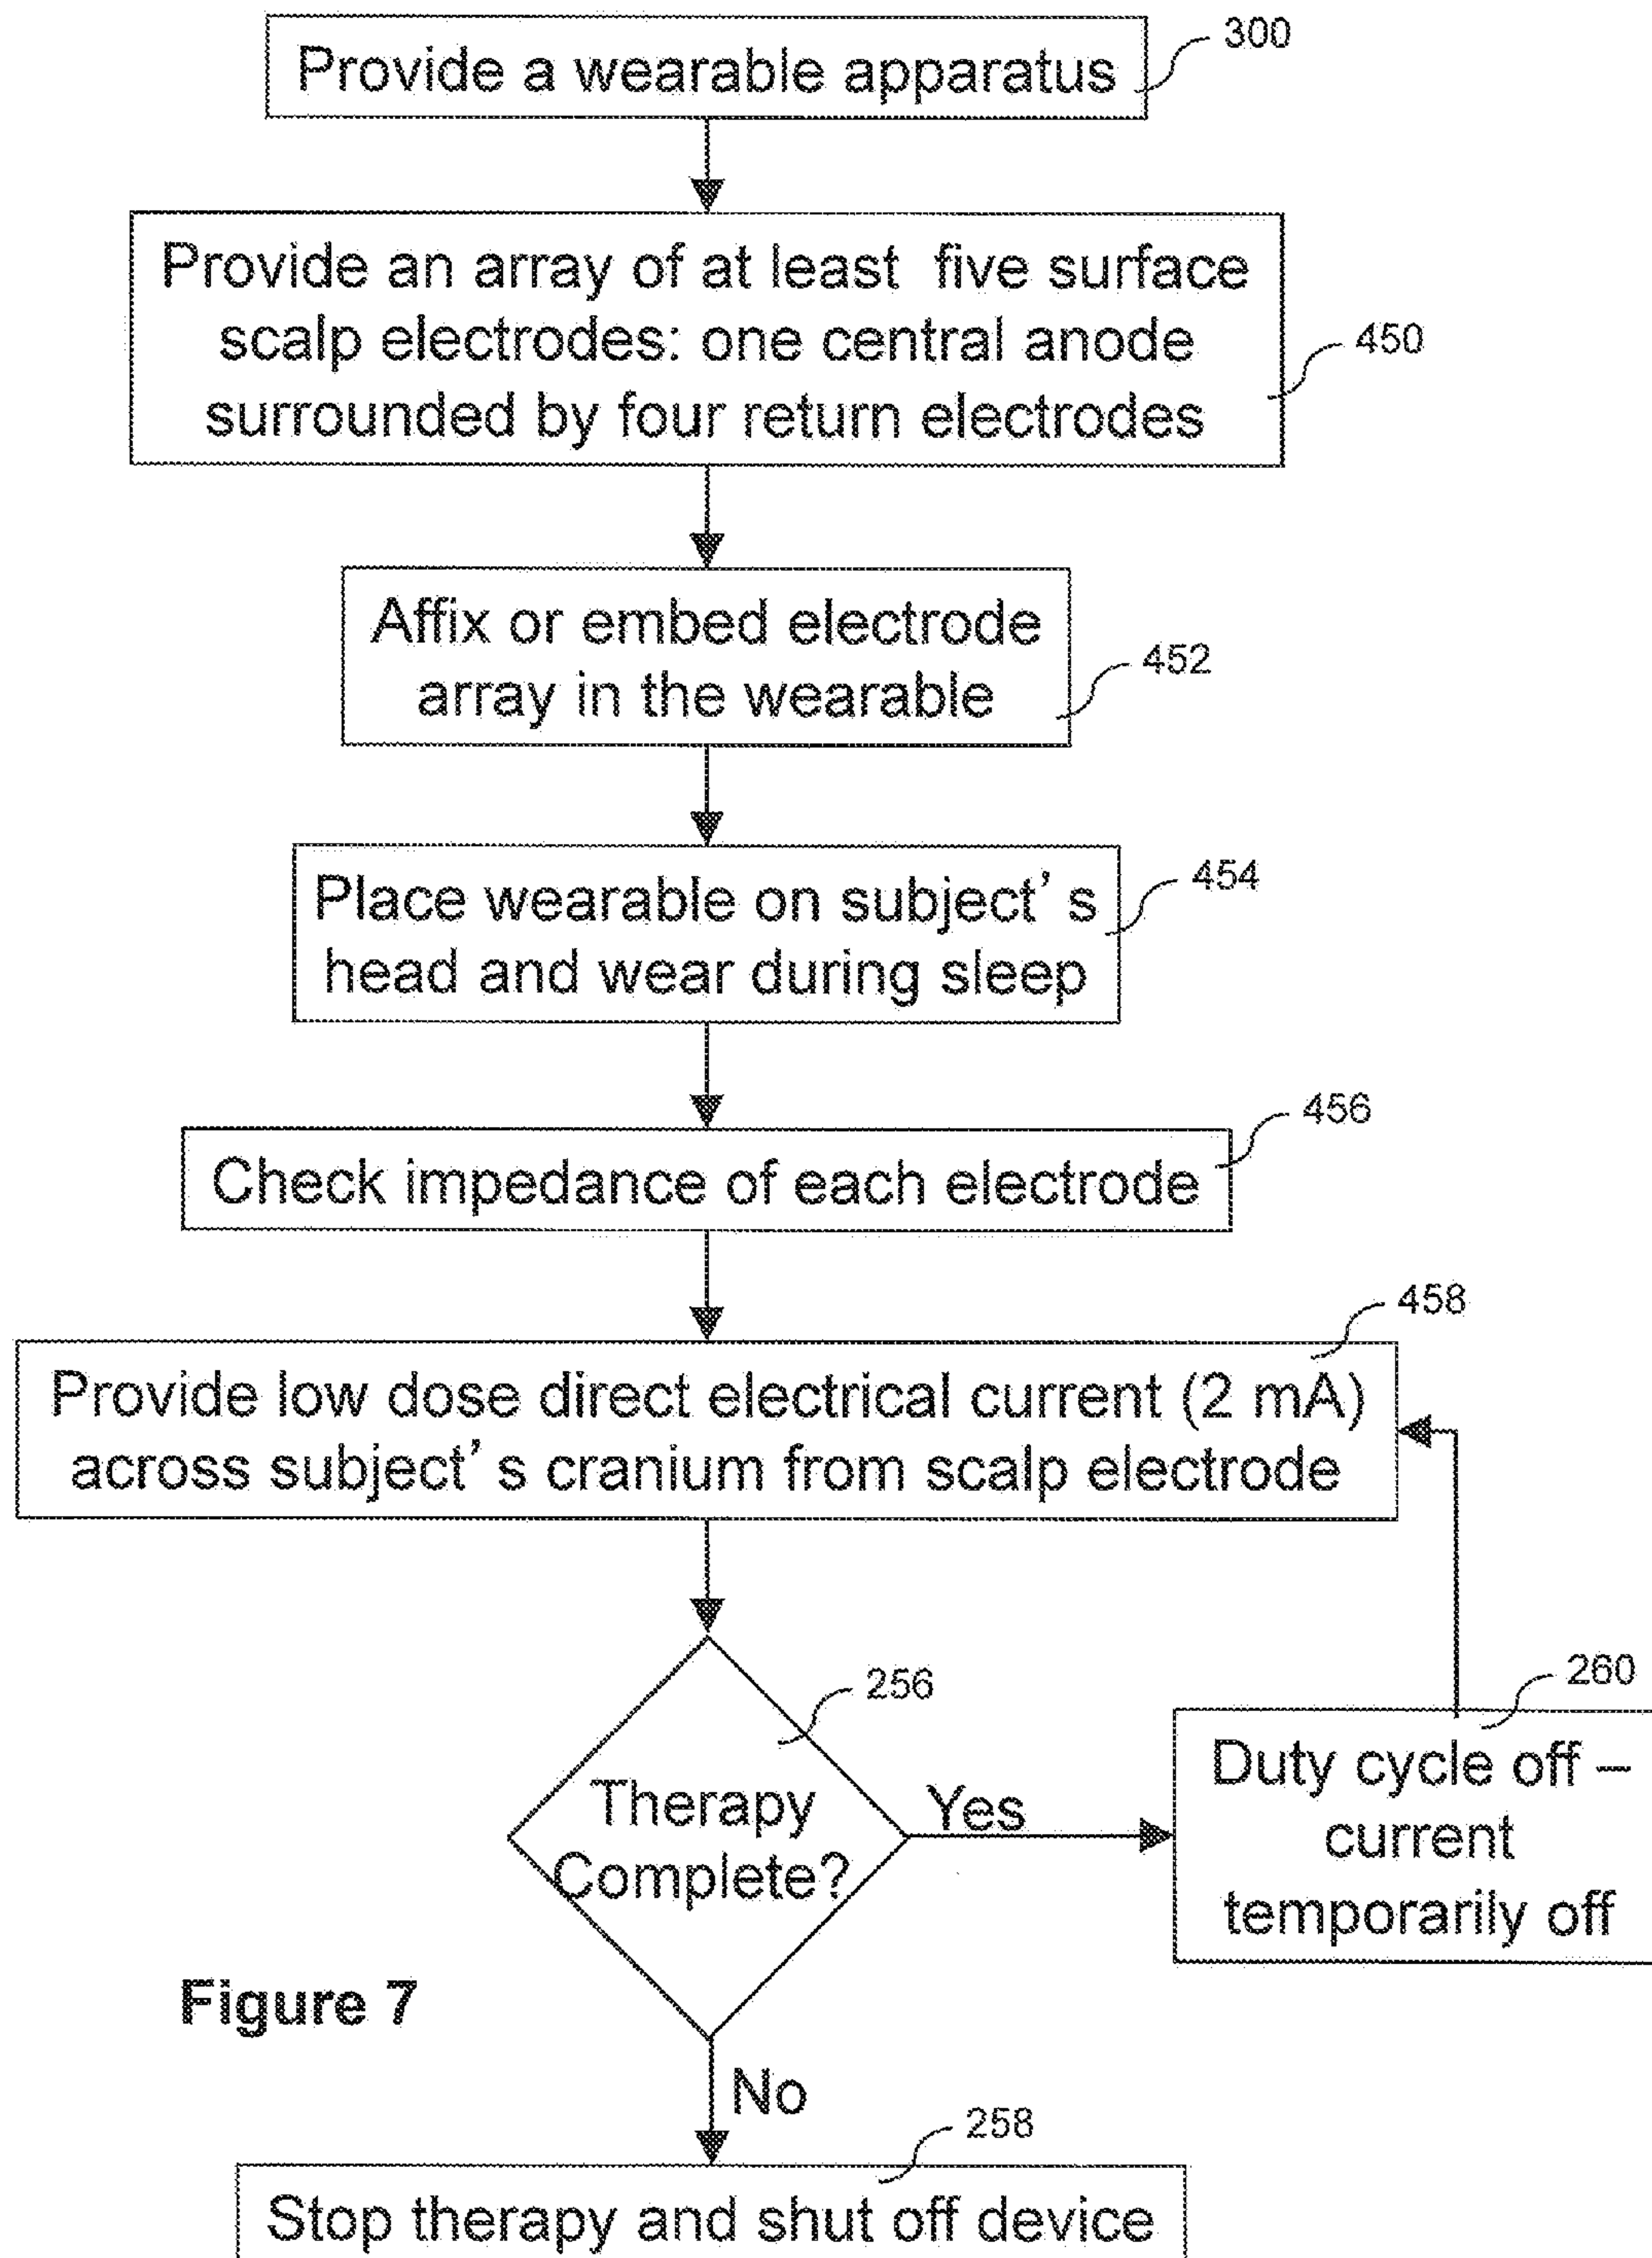 Provide a wearable apparatus
300
Provide an array of at least five surface
scalp electrodes: one central anode
surrounded by four return electrodes
450
Affix or embed electrode
array in the wearable
452
Place wearable on subject's
head and wear during sleep
454
Check impedance of each electrode
456
Provide low dose direct electrical current (2 mA)
across subject's cranium from scalp electrode
458
Therapy
Complete?
256
Yes
Duty cycle off –
current
temporarily off
260
No
Stop therapy and shut off device
258
Figure 7